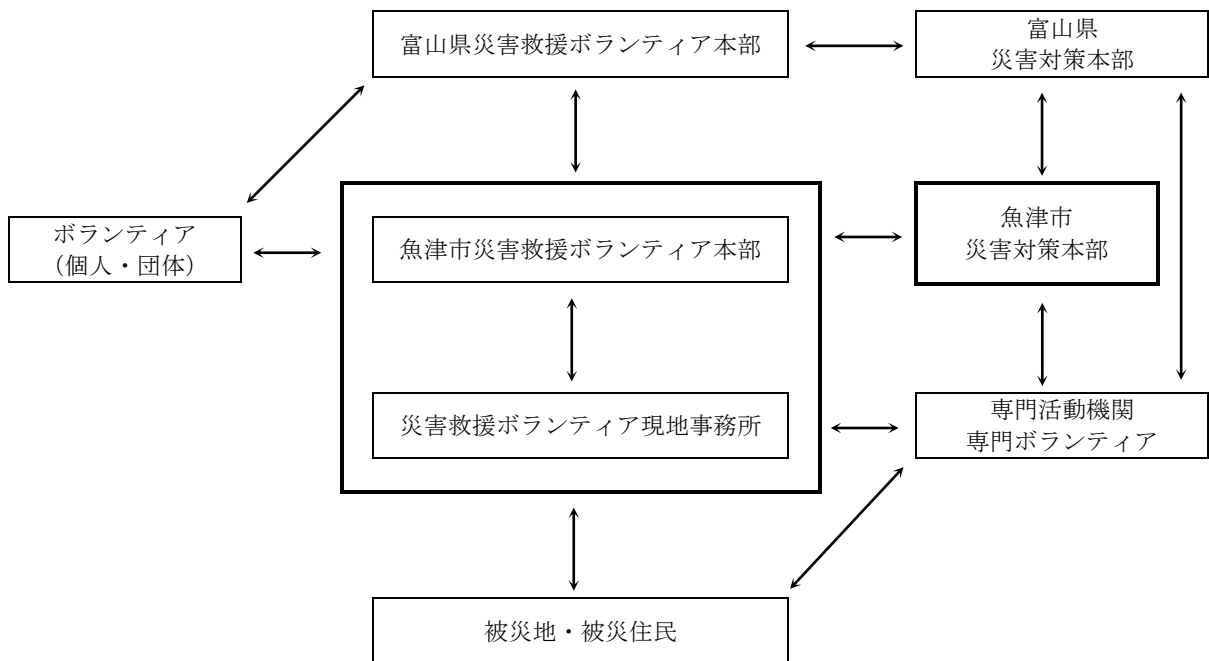 富山県災害救援ボランティア本部
富山県
災害対策本部
ボランティア
（個人・団体）
魚津市災害救援ボランティア本部
魚津市
災害対策本部
災害救援ボランティア現地事務所
専門活動機関
専門ボランティア
被災地・被災住民